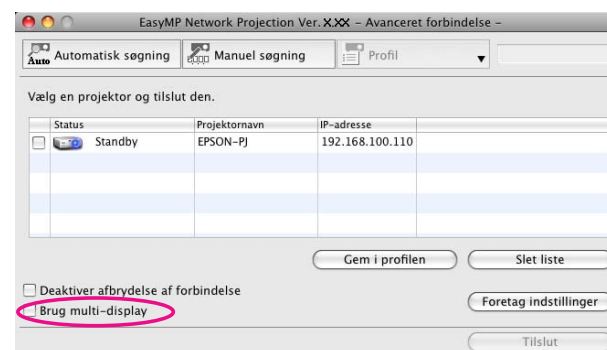 EasyMP Network Projection Ver. X.XX – Avanceret forbindelse –
Auto Automatisk søgning Manuel søgning Profil
Vælg en projektor og tilslut den.
Status Projektornavn IP-adresse
Standby EPSON-PJ 192.168.100.110
Gem i profilen Slet liste
Deaktiver afbrydelse af forbindelse
Foretag indstillinger
Brug multi-display
Tilslut